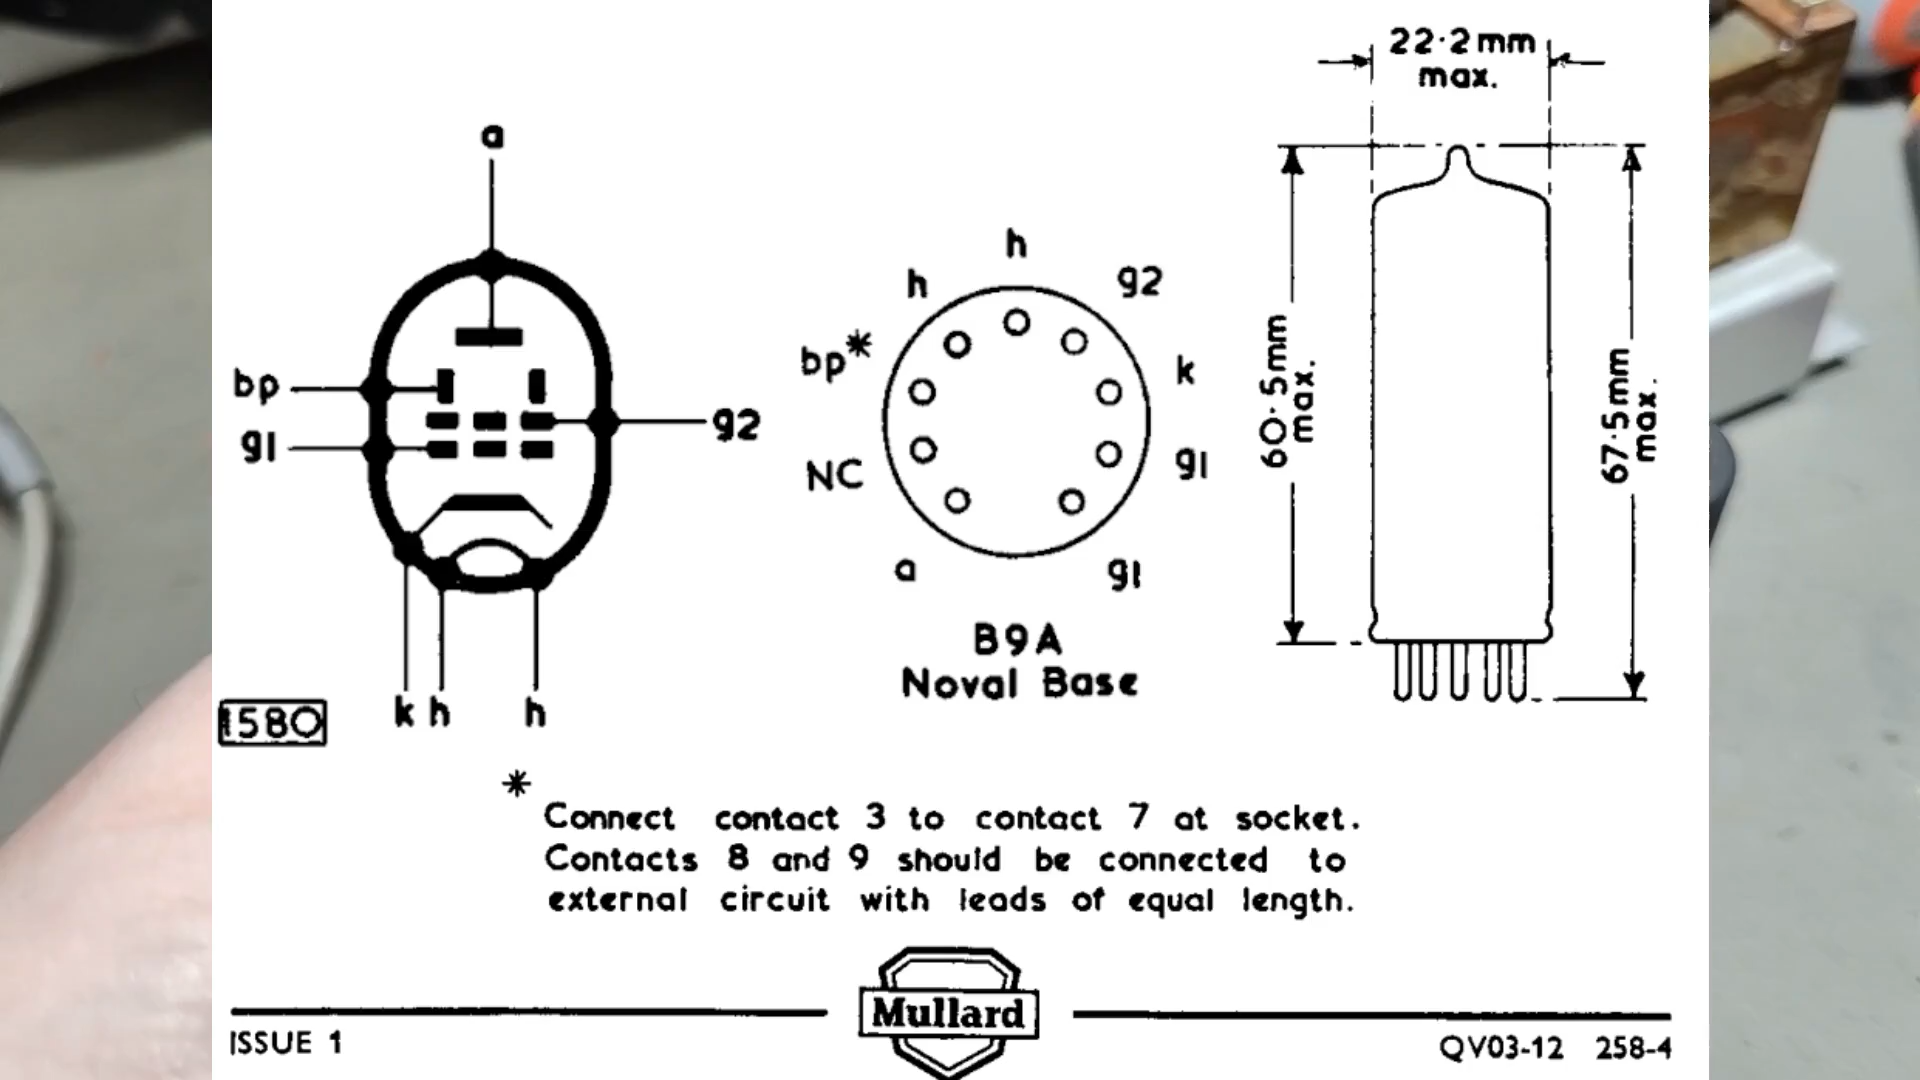 a
bp
g1
g2
k h h
1580
h
h
g2
bp*
k
NC
g1
a
g1
B9A
Noval Base
22·2mm
max.
60·5mm
max.
67·5mm
max.
*
Connect contact 3 to contact 7 at socket.
Contacts 8 and 9 should be connected to
external circuit with leads of equal length.
Mullard
ISSUE 1
QV03-12 258-4